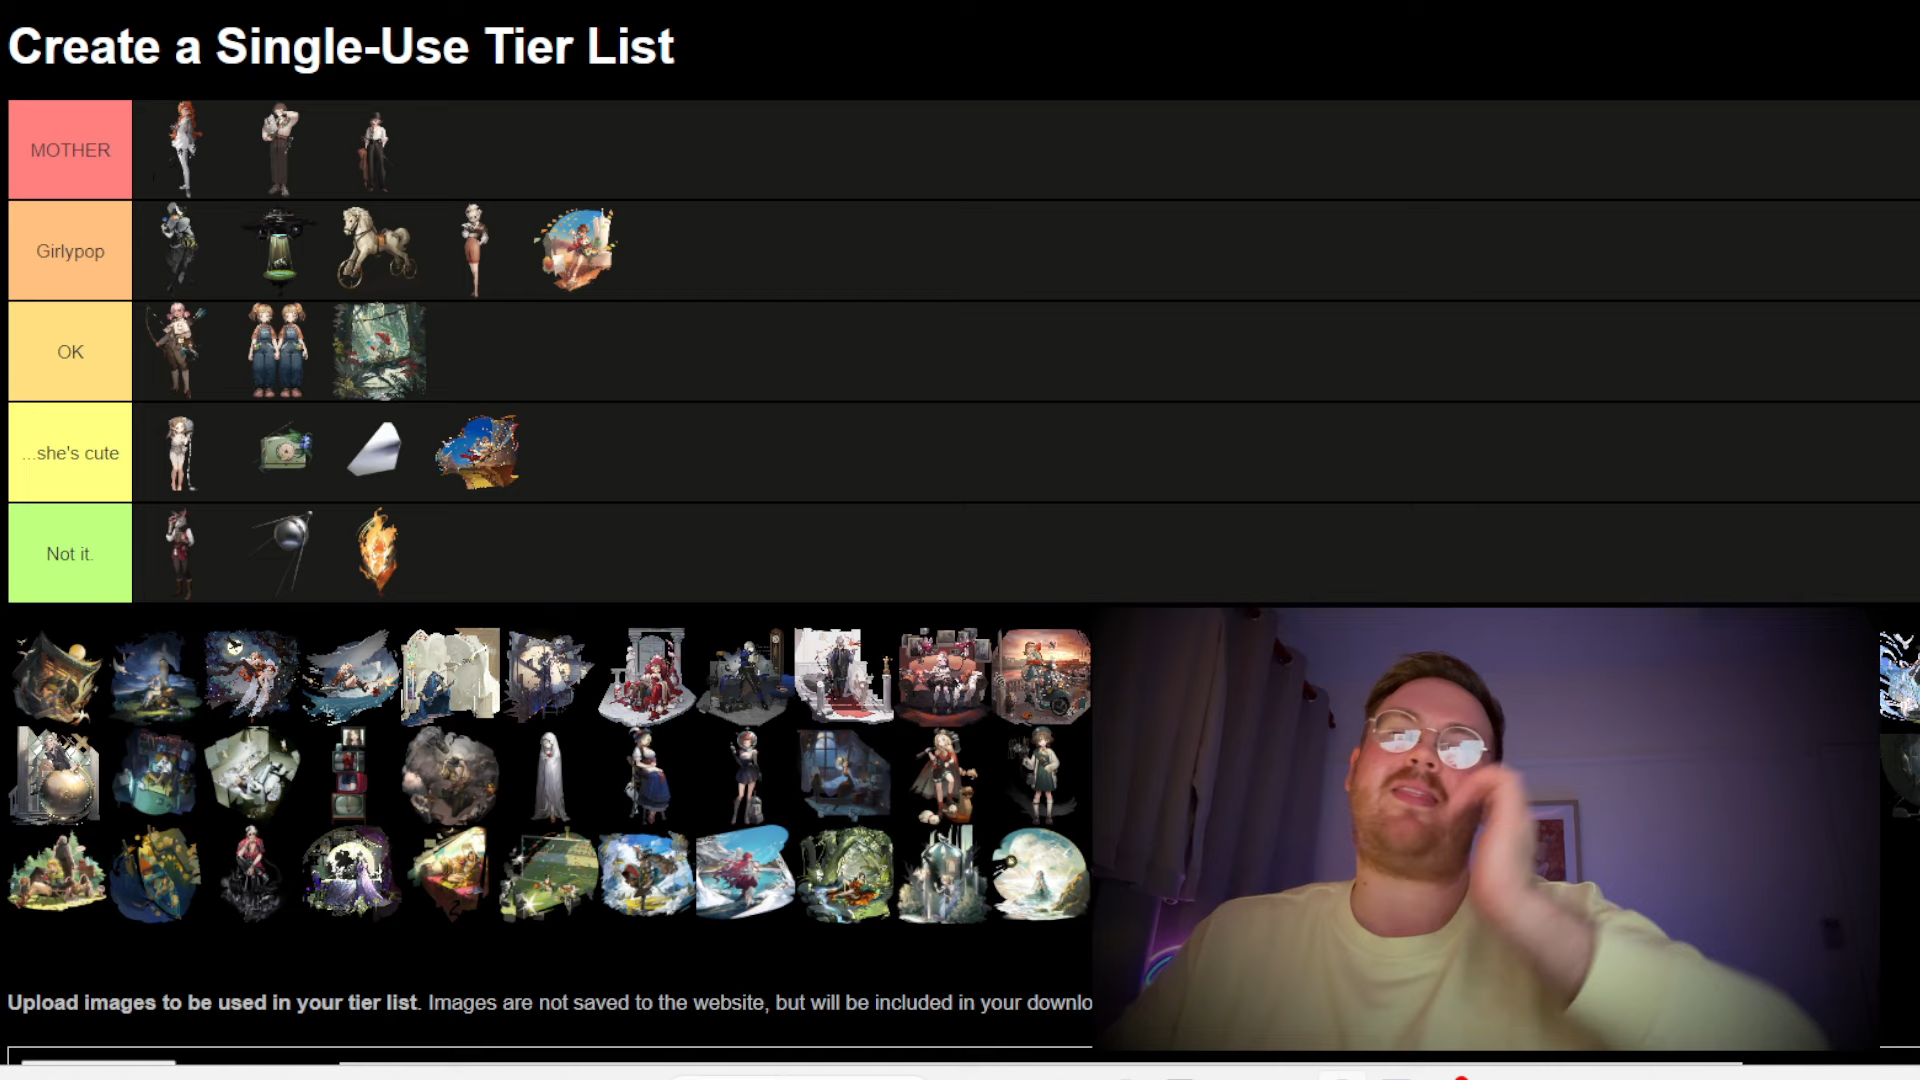 Create a Single-Use Tier List
MOTHER
Girlypop
OK
...she's cute
Not it.
Upload images to be used in your tier list. Images are not saved to the website, but will be included in your downlo